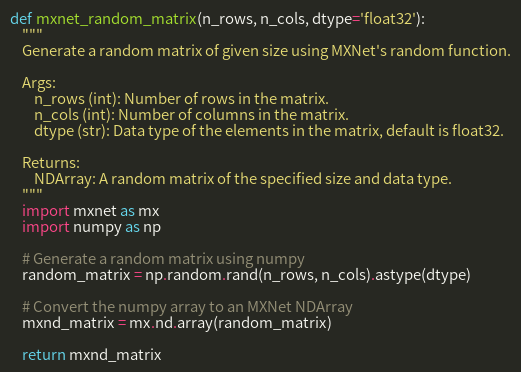 def mxnet_random_matrix(n_rows, n_cols, dtype='float32'):
    """
    Generate a random matrix of given size using MXNet's random function.

    Args:
        n_rows (int): Number of rows in the matrix.
        n_cols (int): Number of columns in the matrix.
        dtype (str): Data type of the elements in the matrix, default is float32.

    Returns:
        NDArray: A random matrix of the specified size and data type.
    """
    import mxnet as mx
    import numpy as np

    # Generate a random matrix using numpy
    random_matrix = np.random.rand(n_rows, n_cols).astype(dtype)

    # Convert the numpy array to an MXNet NDArray
    mxnd_matrix = mx.nd.array(random_matrix)

    return mxnd_matrix